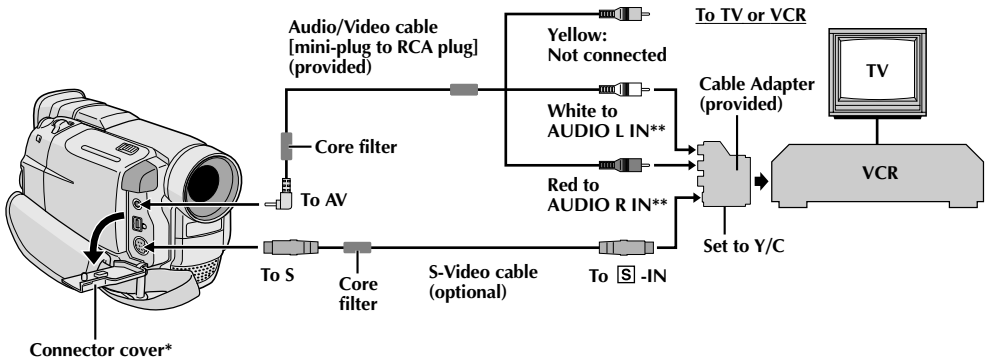 Audio/Video cable
[mini-plug to RCA plug]
(provided)
Yellow:
Not connected
To TV or VCR
TV
Cable Adapter
(provided)
White to
AUDIO L IN**
Core filter
VCR
Red to
AUDIO R IN**
To AV
Set to Y/C
To S
Core
filter
S-Video cable
(optional)
To S -IN
Connector cover*